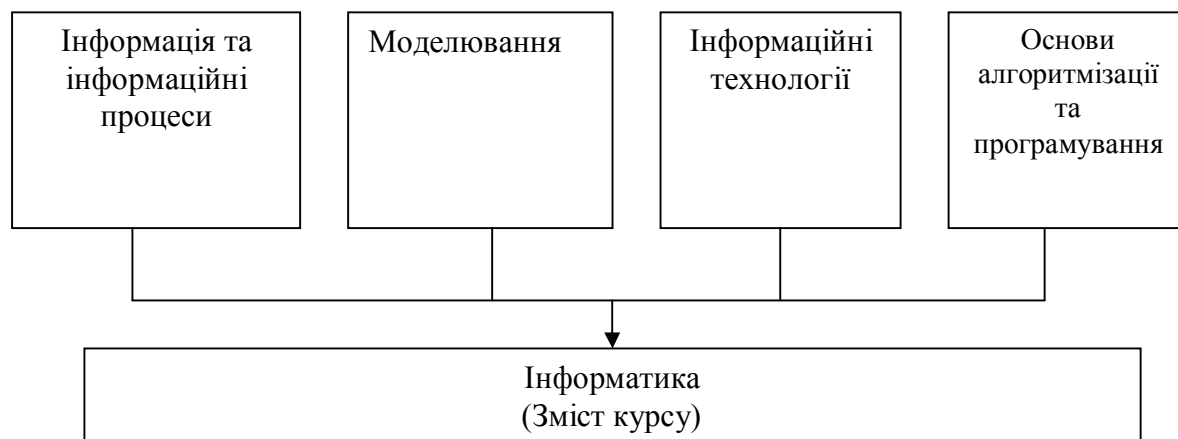 Інформація та
інформаційні
процеси
Моделювання
Інформаційні
технології
Основи
алгоритмізації
та
програмування
Інформатика
(Зміст курсу)